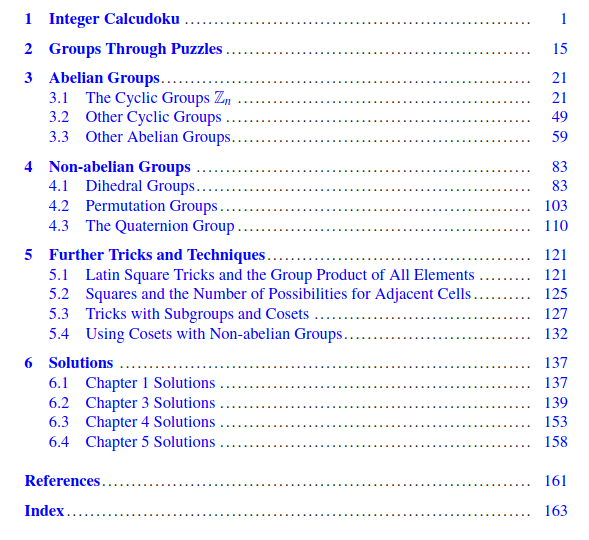 1 Integer Calcudoku ........ 1
2 Groups Through Puzzles ........ 15
3 Abelian Groups ........ 21
3.1 The Cyclic Groups ℤn ........ 21
3.2 Other Cyclic Groups ........ 49
3.3 Other Abelian Groups ........ 59
4 Non-abelian Groups ........ 83
4.1 Dihedral Groups ........ 83
4.2 Permutation Groups ........ 103
4.3 The Quaternion Group ........ 110
5 Further Tricks and Techniques ........ 121
5.1 Latin Square Tricks and the Group Product of All Elements ........ 121
5.2 Squares and the Number of Possibilities for Adjacent Cells ........ 125
5.3 Tricks with Subgroups and Cosets ........ 127
5.4 Using Cosets with Non-abelian Groups ........ 132
6 Solutions ........ 137
6.1 Chapter 1 Solutions ........ 137
6.2 Chapter 3 Solutions ........ 139
6.3 Chapter 4 Solutions ........ 153
6.4 Chapter 5 Solutions ........ 158
References ........ 161
Index ........ 163